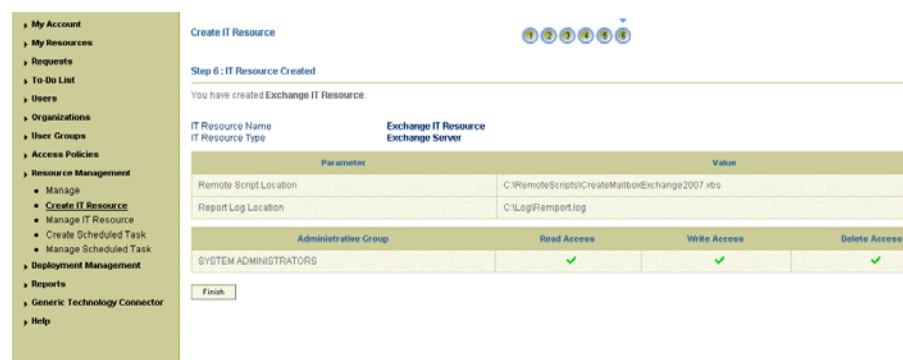 My Account
My Resources
Requests
To-Do List
Users
Organizations
User Groups
Access Policies
Resource Management
Manage
Create IT Resource
Manage IT Resource
Create Scheduled Task
Manage Scheduled Task
Deployment Management
Reports
Generic Technology Connector
Help
Create IT Resource
1 2 3 4 5 6
Step 6 : IT Resource Created
You have created Exchange IT Resource.
IT Resource Name Exchange IT Resource
IT Resource Type Exchange Server
Parameter Value
Remote Script Location C:\RemoteScripts\CreateMailboxExchange2007.vbs
Report Log Location C:\Log\Remport.log
Administrative Group Read Access Write Access Delete Access
SYSTEM ADMINISTRATORS
Finish